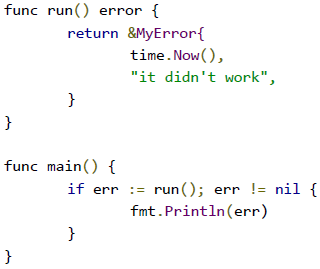 func run() error {
        return &MyError{
                time.Now(),
                "it didn't work",
        }
}

func main() {
        if err := run(); err != nil {
                fmt.Println(err)
        }
}